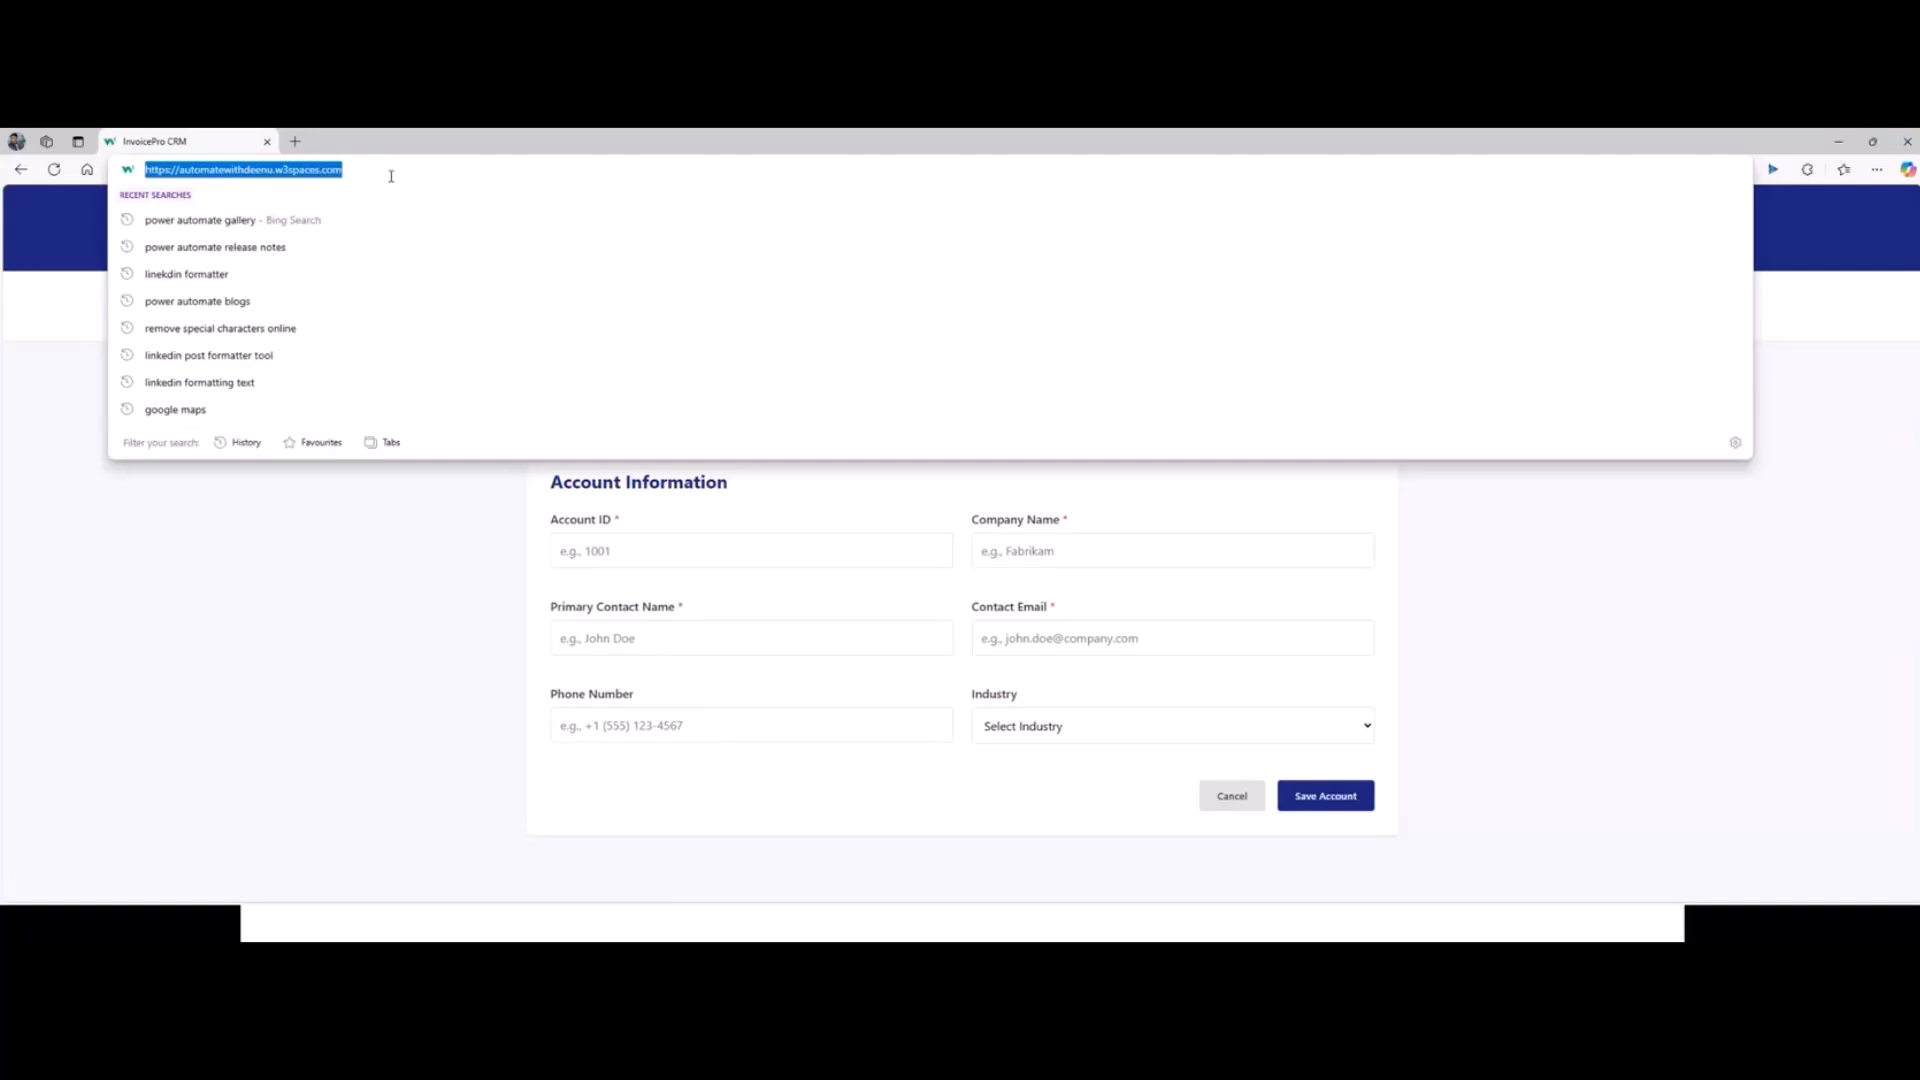 InvoicePro CRM
https://automatewithdeenu.w3spaces.com
RECENT SEARCHES
power automate gallery - Bing Search
power automate release notes
linekdin formatter
power automate blogs
remove special characters online
linkedin post formatter tool
linkedin formatting text
google maps
Filter your search: History Favourites Tabs
Account Information
Account ID * Company Name *
e.g., 1001 e.g., Fabrikam
Primary Contact Name * Contact Email *
e.g., John Doe e.g., john.doe@company.com
Phone Number Industry
e.g., +1 (555) 123-4567 Select Industry
Cancel Save Account